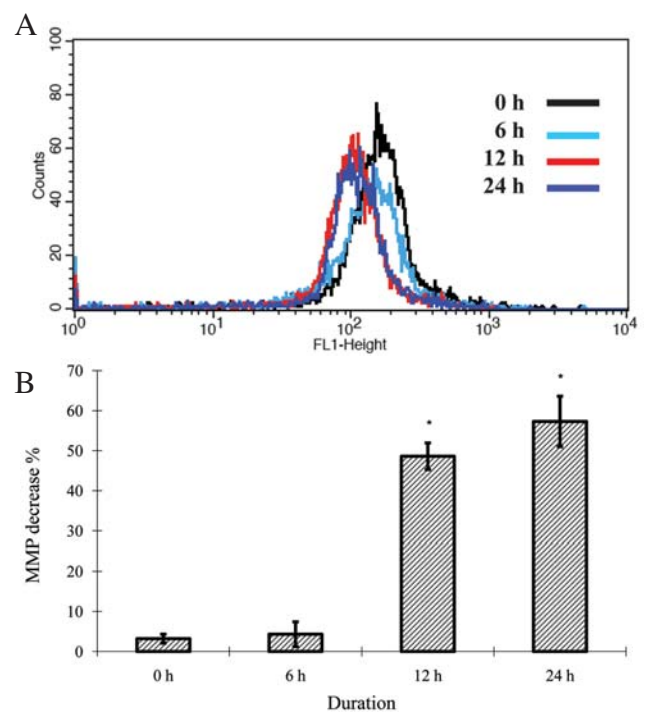 A
100
80
60
40
20
0
Counts
0 h
6 h
12 h
24 h
10^0 10^1 10^2 10^3 10^4
FL1-Height
B
70
60
50
40
30
20
10
0
MMP decrease %
* *
0 h 6 h 12 h 24 h
Duration